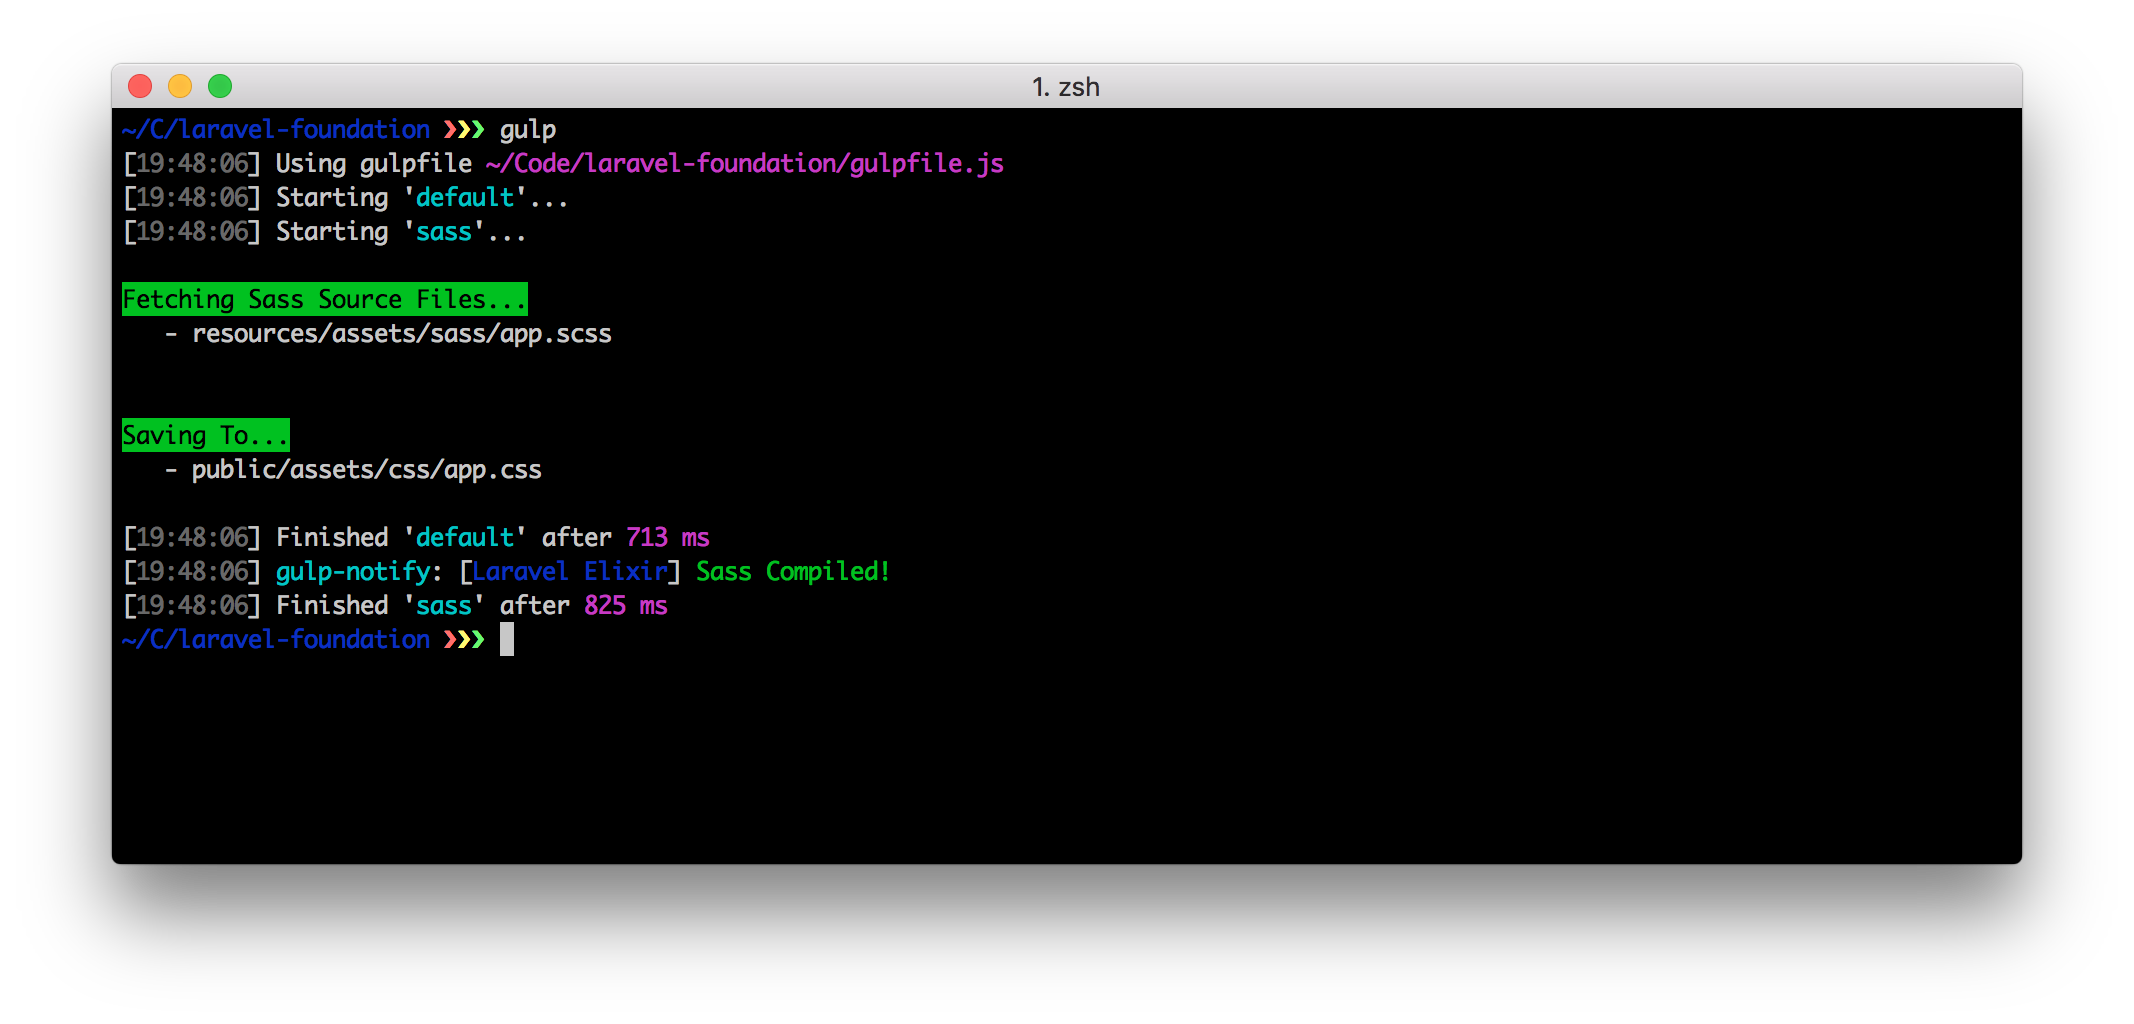 1. zsh
~/C/laravel-foundation ❯❯❯ gulp
[19:48:06] Using gulpfile ~/Code/laravel-foundation/gulpfile.js
[19:48:06] Starting 'default'...
[19:48:06] Starting 'sass'...
Fetching Sass Source Files...
- resources/assets/sass/app.scss
Saving To...
- public/assets/css/app.css
[19:48:06] Finished 'default' after 713 ms
[19:48:06] gulp-notify: [Laravel Elixir] Sass Compiled!
[19:48:06] Finished 'sass' after 825 ms
~/C/laravel-foundation ❯❯❯